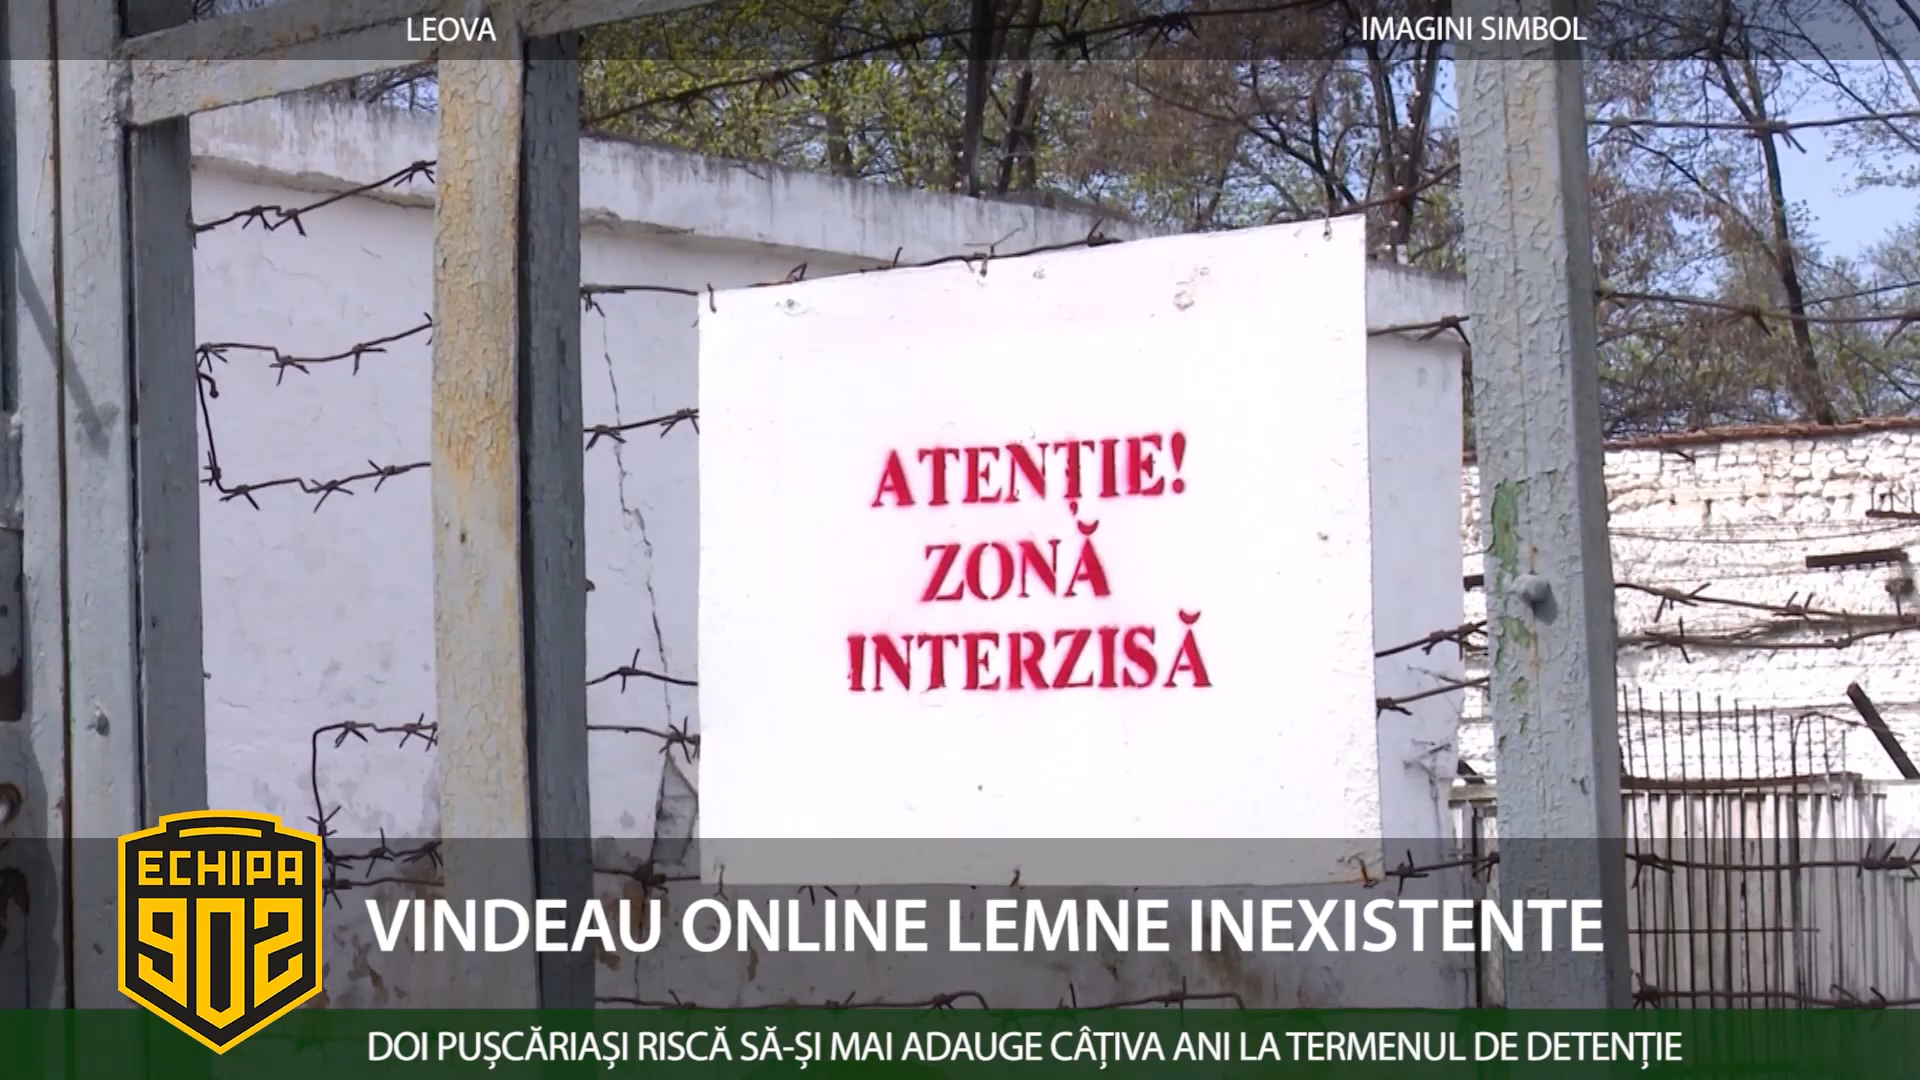 LEOVA
IMAGINI SIMBOL
ATENȚIE!
ZONĂ
INTERZISĂ
ECHIPA
902
VINDEAU ONLINE LEMNE INEXISTENTE
DOI PUȘCĂRIAȘI RISCĂ SĂ-ȘI MAI ADAUGE CÂȚIVA ANI LA TERMENUL DE DETENȚIE